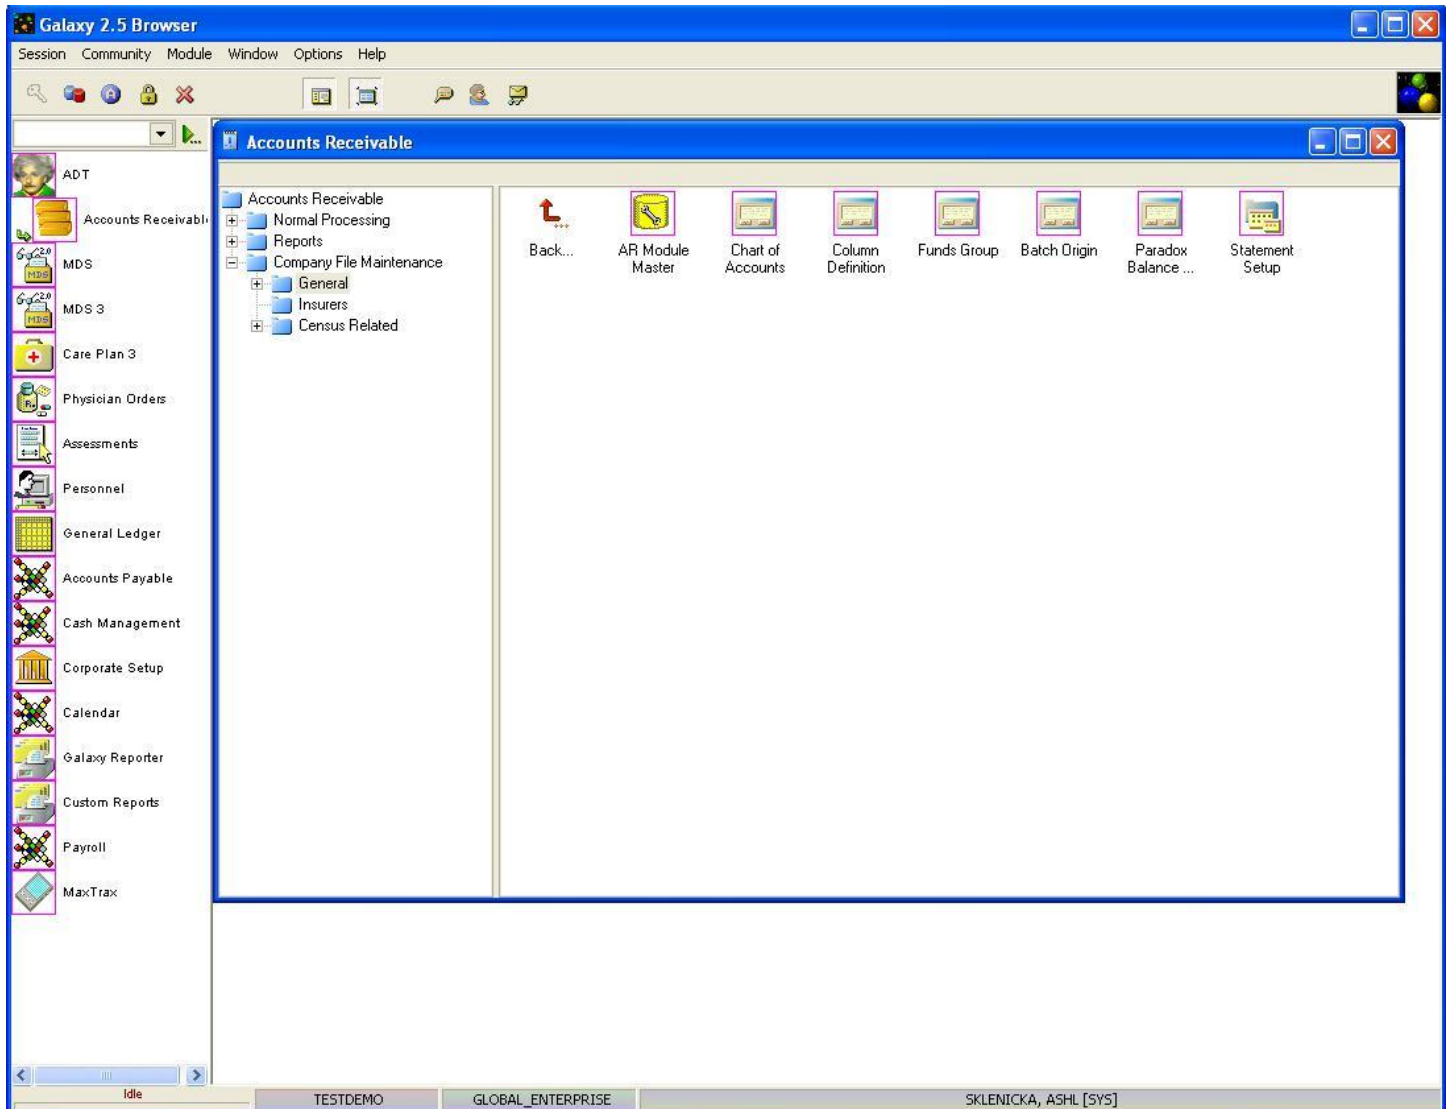 Galaxy 2.5 Browser
Session Community Module Window Options Help
Accounts Receivable
ADT
Accounts Receivabl
MDS
MDS 3
Care Plan 3
Physician Orders
Assessments
Personnel
General Ledger
Accounts Payable
Cash Management
Corporate Setup
Calendar
Galaxy Reporter
Custom Reports
Payroll
MaxTrax
Accounts Receivable
Normal Processing
Reports
Company File Maintenance
General
Insurers
Census Related
Back...
AR Module
Master
Chart of
Accounts
Column
Definition
Funds Group
Batch Origin
Paradox
Balance ...
Statement
Setup
Idle
TESTDEMO
GLOBAL_ENTERPRISE
SKLENICKA, ASHL [SYS]